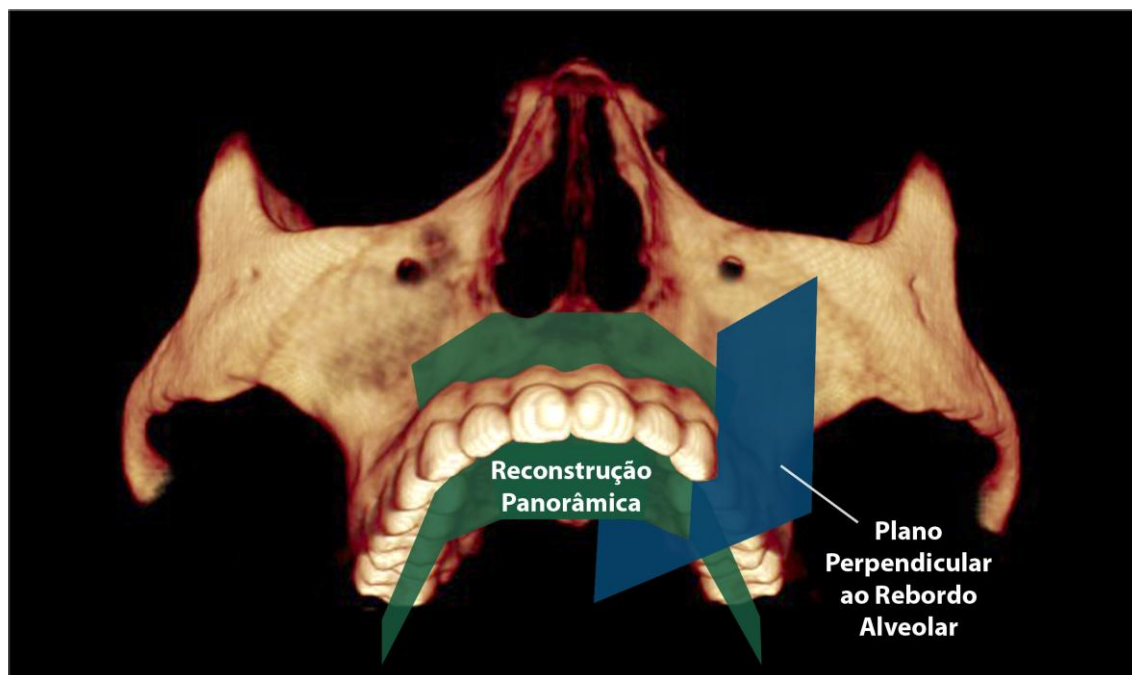 Reconstrução
Panorâmica
Plano
Perpendicular
ao Rebordo
Alveolar